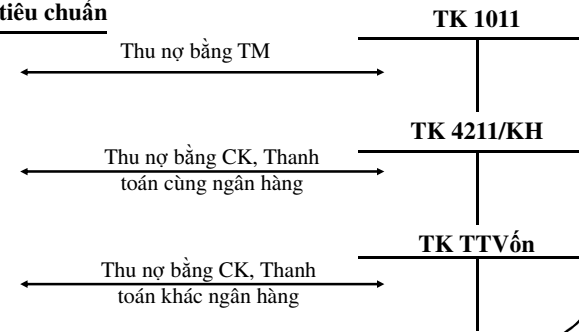 tiêu chuẩn
TK 1011
Thu nợ bằng TM
TK 4211/KH
Thu nợ bằng CK, Thanh
toán cùng ngân hàng
TK TTVốn
Thu nợ bằng CK, Thanh
toán khác ngân hàng